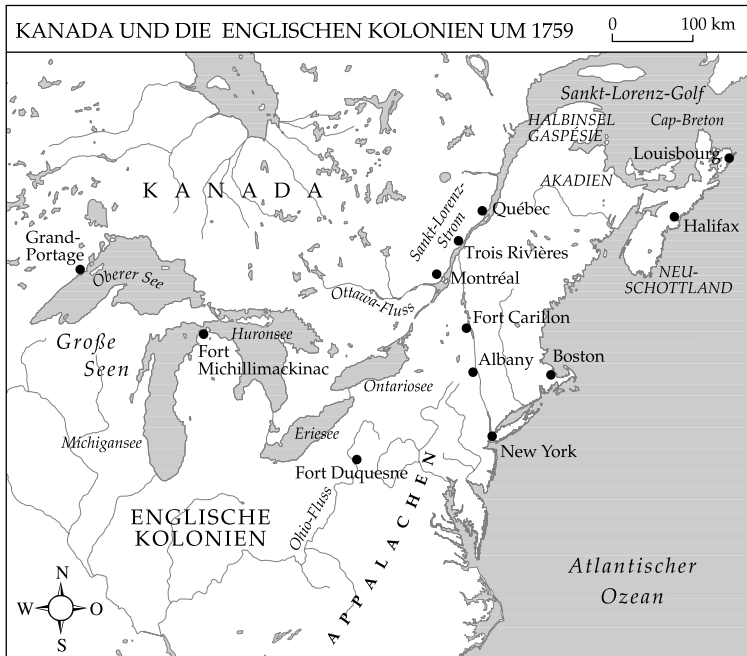 KANADA UND DIE ENGLISCHEN KOLONIEN UM 1759
0 100 km
Sankt-Lorenz-Golf
HALBINSEL
GASPÉSIE
Cap-Breton
Louisbourg
KANADA
AKADIEN
Sankt-Lorenz-
Strom
Québec
Halifax
Grand-
Portage
Trois Rivières
Oberer See
Montréal
NEU-
SCHOTTLAND
Ottawa-Fluss
Fort Carillon
Huronsee
Große
Seen
Fort
Michillimackinac
Albany
Boston
Ontariosee
Michigansee
Eriesee
New York
Fort Duquesne
ENGLISCHE
KOLONIEN
Ohio-Fluss
APPALACHEN
Atlantischer
Ozean
N
W O
S